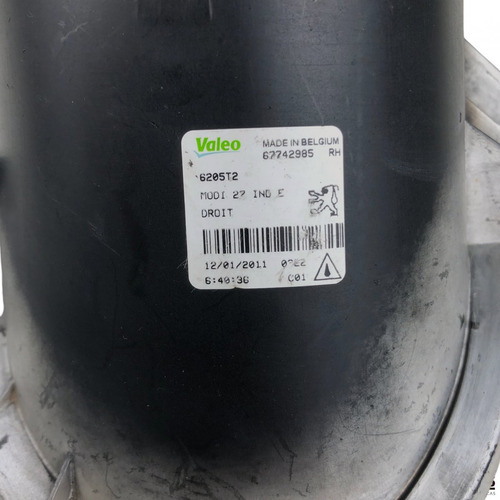 Valeo MADE IN BELGIUM
67742985 RH
6205T2
MODI 27 IND E
DROIT
12/01/2011
6:40:36 C01